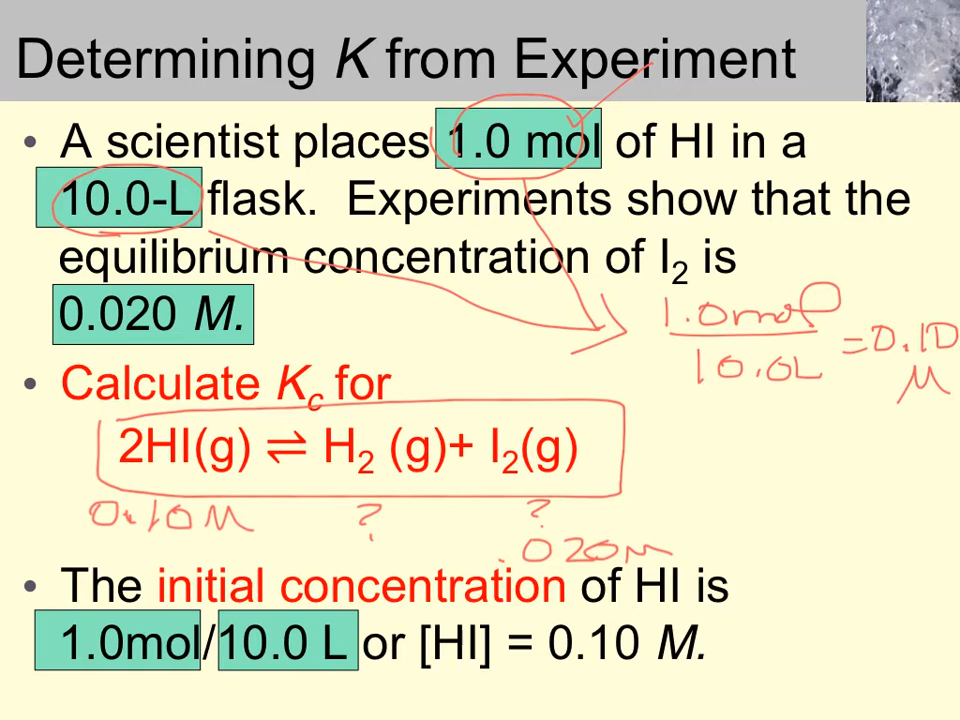 Determining K from Experiment
• A scientist places 1.0 mol of HI in a
10.0-L flask. Experiments show that the
equilibrium concentration of I₂ is
0.020 M.
1.0mol
10.0L
=0.10
M
• Calculate Kc for
2HI(g) ⇌ H₂ (g)+ I₂(g)
0.10M ? ?
.020M
• The initial concentration of HI is
1.0mol/10.0 L or [HI] = 0.10 M.